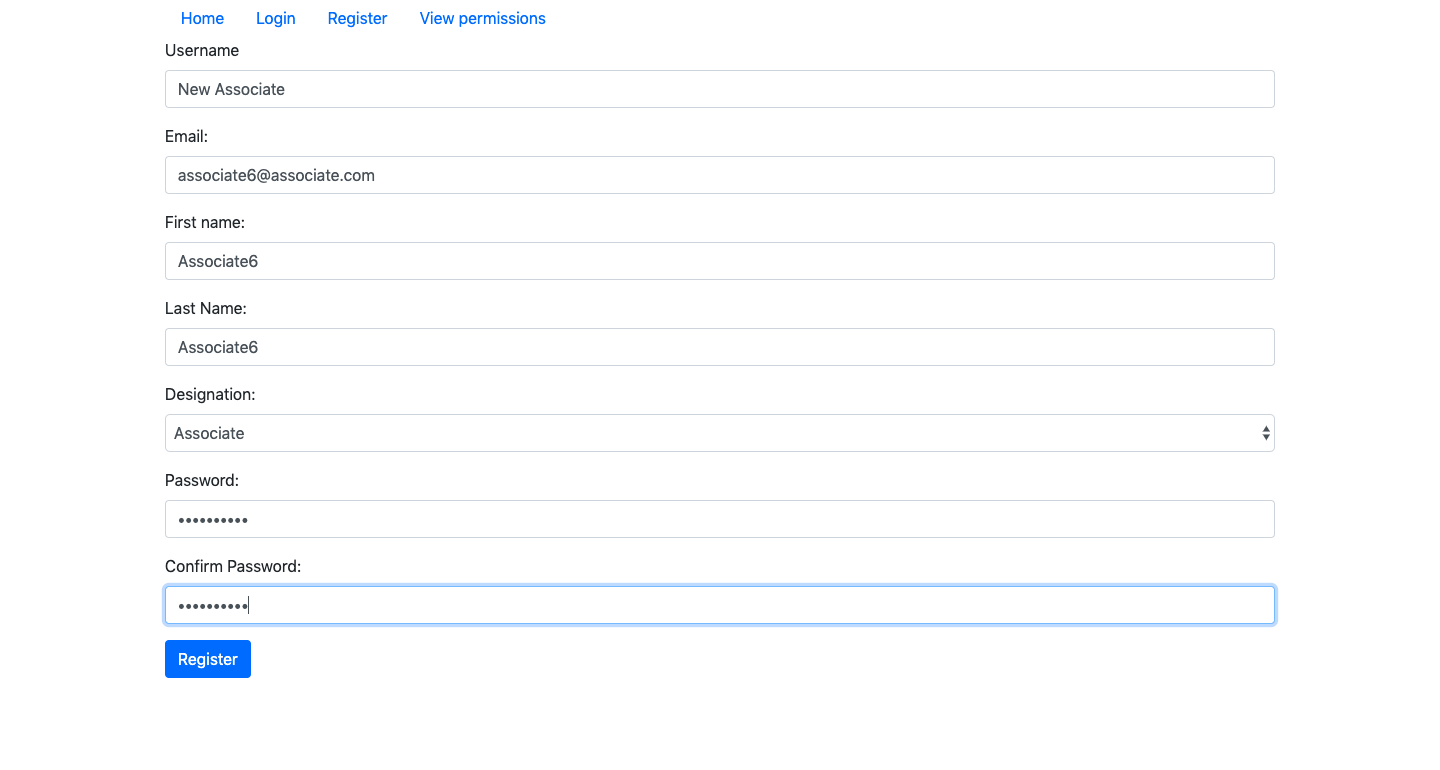 Home Login Register View permissions
Username
New Associate
Email:
associate6@associate.com
First name:
Associate6
Last Name:
Associate6
Designation:
Associate
Password:
••••••••••
Confirm Password:
••••••••••
Register